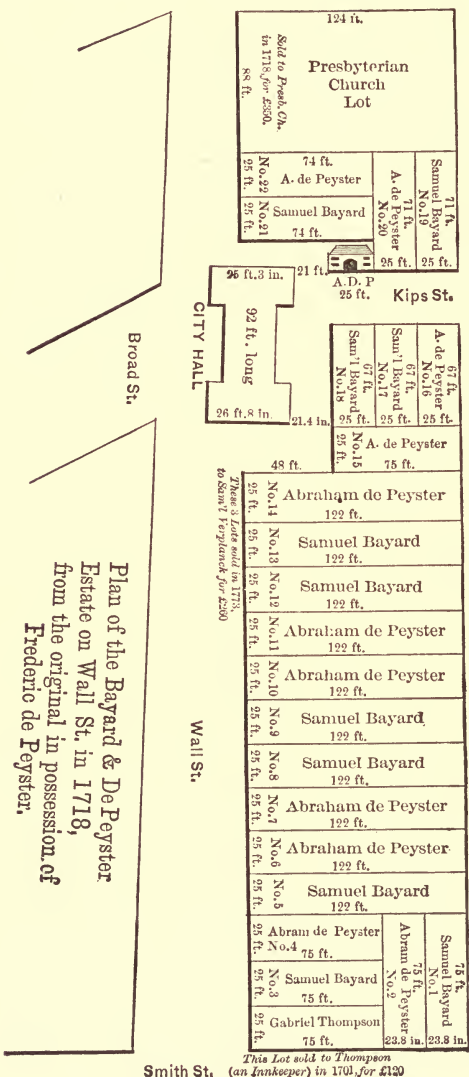 124 ft.
Sold to Presb. Ch.
in 1718, for £350.
88 ft.
Presbyterian
Church
Lot
25 ft.
No.22
74 ft.
A. de Peyster
25 ft.
No.21
Samuel Bayard
74 ft.
71 ft.
A. de Peyster
No.20
25 ft.
71 ft.
Samuel Bayard
No.19
25 ft.
21 ft.
A.D.P
25 ft.
Kips St.
25 ft.3 in.
92 ft. long
CITY HALL
26 ft.8 in.
21.4 in.
Broad St.
67 ft.
Sam'l Bayard
No.18
25 ft.
67 ft.
Sam'l Bayard
No.17
25 ft.
67 ft.
A. de Peyster
No.16
25 ft.
25 ft.
No.15
A. de Peyster
75 ft.
48 ft.
These 3 Lots sold in 1773,
to Sam'l Verplanck for £260
25 ft.
No.14
Abraham de Peyster
122 ft.
25 ft.
No.13
Samuel Bayard
122 ft.
25 ft.
No.12
Samuel Bayard
122 ft.
25 ft.
No.11
Abraham de Peyster
122 ft.
25 ft.
No.10
Abraham de Peyster
122 ft.
25 ft.
No.9
Samuel Bayard
122 ft.
25 ft.
No.8
Samuel Bayard
122 ft.
25 ft.
No.7
Abraham de Peyster
122 ft.
25 ft.
No.6
Abraham de Peyster
122 ft.
25 ft.
No.5
Samuel Bayard
122 ft.
25 ft.
Abram de Peyster
No.4
75 ft.
25 ft.
No.3
Samuel Bayard
75 ft.
25 ft.
Gabriel Thompson
75 ft.
75 ft.
Abram de Peyster
No.2
23.8 in.
75 ft.
Samuel Bayard
No.1
23.8 in.
Wall St.
Plan of the Bayard & De Peyster
Estate on Wall St. in 1718,
from the original in possession of
Frederic de Peyster.
This Lot sold to Thompson
Smith St. (an Innkeeper) in 1701, for £120